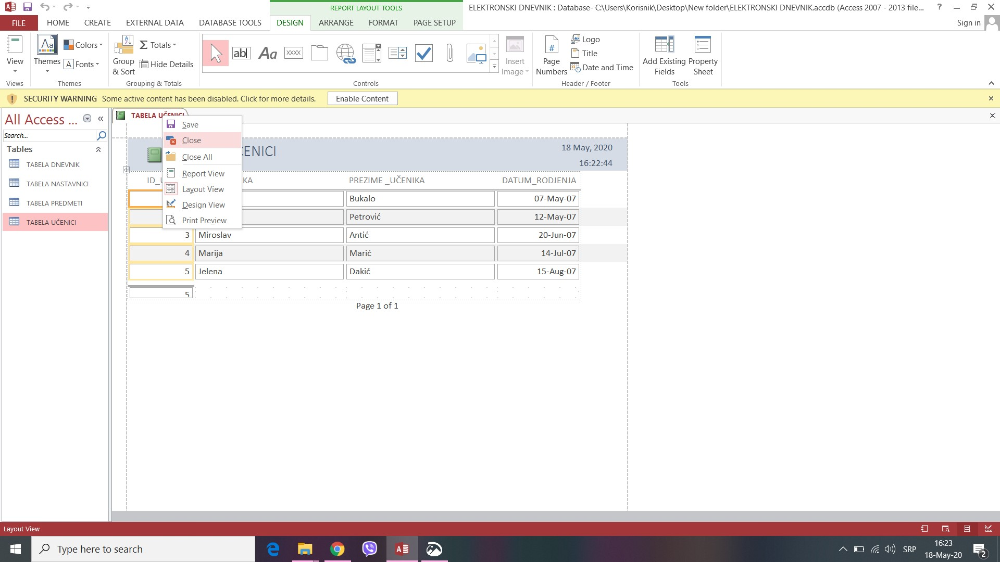 REPORT LAYOUT TOOLS
ELEKTRONSKI DNEVNIK : Database- C:\Users\Korisnik\Desktop\New folder\ELEKTRONSKI DNEVNIK.accdb (Access 2007 - 2013 file...
?
FILE HOME CREATE EXTERNAL DATA DATABASE TOOLS DESIGN ARRANGE FORMAT PAGE SETUP
Sign in
View
Themes
Colors
Fonts
Group & Sort
Totals
Hide Details
ab|
Aa
XXXX
Insert Image
Page Numbers
Logo
Title
Date and Time
Add Existing Fields
Property Sheet
Views Themes Grouping & Totals Controls Header / Footer Tools
SECURITY WARNING Some active content has been disabled. Click for more details. Enable Content
All Access ...
Search...
Tables
TABELA DNEVNIK
TABELA NASTAVNICI
TABELA PREDMETI
TABELA UČENICI
TABELA UČENICI
Save
Close
Close All
Report View
Layout View
Design View
Print Preview
ČENICI
18 May, 2020
16:22:44
ID_U KA PREZIME _UČENIKA DATUM_RODJENJA
Bukalo 07-May-07
Petrović 12-May-07
3 Miroslav Antić 20-Jun-07
4 Marija Marić 14-Jul-07
5 Jelena Dakić 15-Aug-07
5
Page 1 of 1
Layout View
Type here to search
SRP
16:23
18-May-20
2